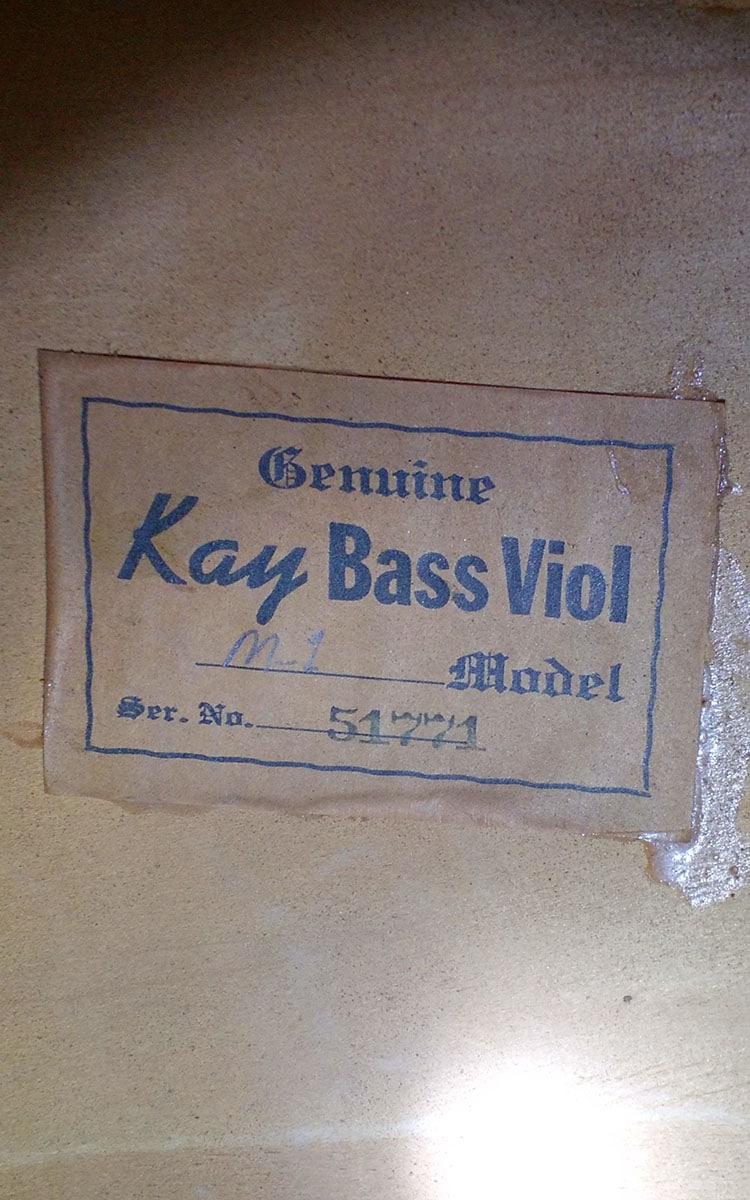 Genuine
Kay Bass Viol
M-1 Model
Ser. No. 51771